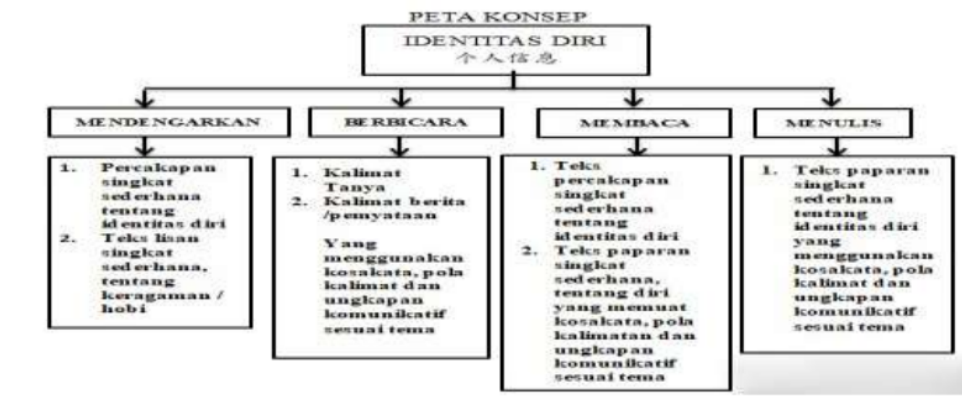 PETA KONSEP
IDENTITAS DIRI
个人信息
MENDENGARKAN
1. Percakapan
singkat
sederhana
tentang
identitas diri
2. Teks lisan
singkat
sederhana,
tentang
keragaman /
hobi
BERBICARA
1. Kalimat
Tanya
2. Kalimat berita
/pemyataan
Yang
menggunakan
kosakata, pola
kalimat dan
ungkapan
komunikatif
sesuai tema
MEMBACA
1. Teks
percakapan
singkat
sederhana
tentang
identitas diri
2. Teks paparan
singkat
sederhana,
tentang diri
yang memuat
kosakata, pola
kalimatan dan
ungkapan
komunikatif
sesuai tema
MENULIS
1. Teks paparan
singkat
sederhana
tentang
identitas diri
yang
menggunakan
kosakata, pola
kalimat dan
ungkapan
komunikatif
sesuai tema